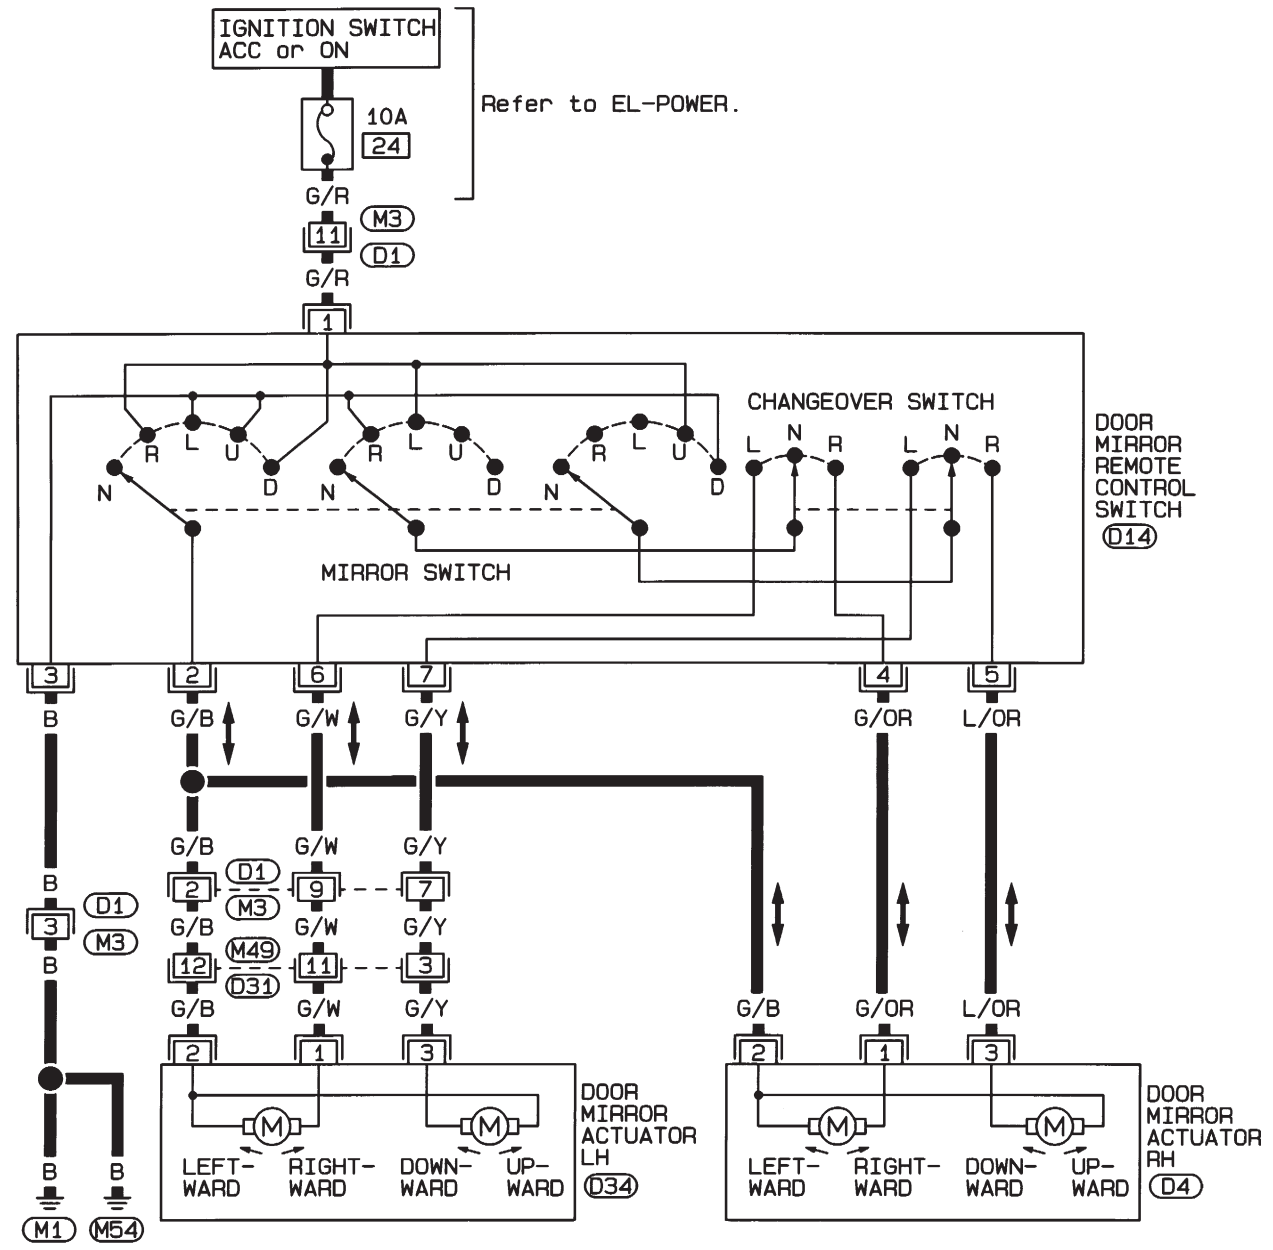 IGNITION SWITCH
ACC or ON
Refer to EL-POWER.
10A
24
G/R
M3
11
D1
G/R
1
CHANGEOVER SWITCH
R
L
U
N
D
R
L
U
N
D
R
L
U
N
D
L
N
R
L
N
R
DOOR
MIRROR
REMOTE
CONTROL
SWITCH
D14
MIRROR SWITCH
3
2
6
7
4
5
B
G/B
G/W
G/Y
G/OR
L/OR
G/B
G/W
G/Y
B
D1
2
9
7
D1
M3
3
M3
G/B
G/W
G/Y
B
M49
12
11
3
D31
G/B
G/W
G/Y
G/B
G/OR
L/OR
2
1
3
2
1
3
M
M
DOOR
MIRROR
ACTUATOR
LH
D34
LEFT-
WARD
RIGHT-
WARD
DOWN-
WARD
UP-
WARD
M
M
DOOR
MIRROR
ACTUATOR
RH
D4
LEFT-
WARD
RIGHT-
WARD
DOWN-
WARD
UP-
WARD
B
B
M1
M54